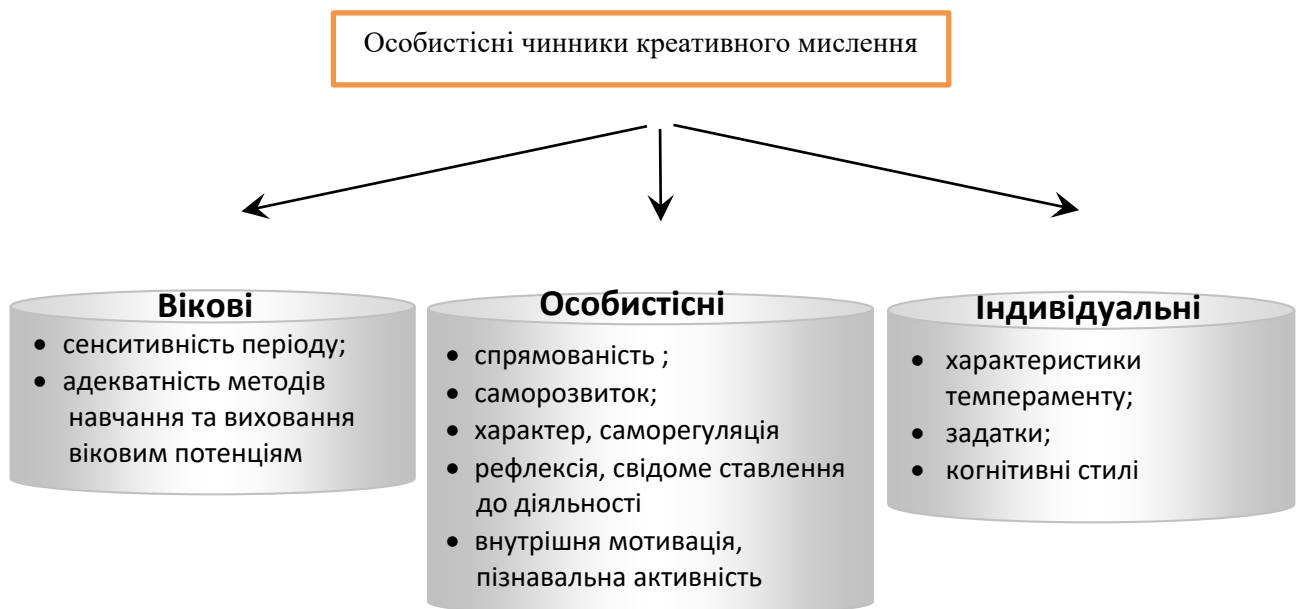 Особистісні чинники креативного мислення
Вікові
• сенситивність періоду;
• адекватність методів
навчання та виховання
віковим потенціям
Особистісні
• спрямованість ;
• саморозвиток;
• характер, саморегуляція
• рефлексія, свідоме ставлення
до діяльності
• внутрішня мотивація,
пізнавальна активність
Індивідуальні
• характеристики
темпераменту;
• задатки;
• когнітивні стилі